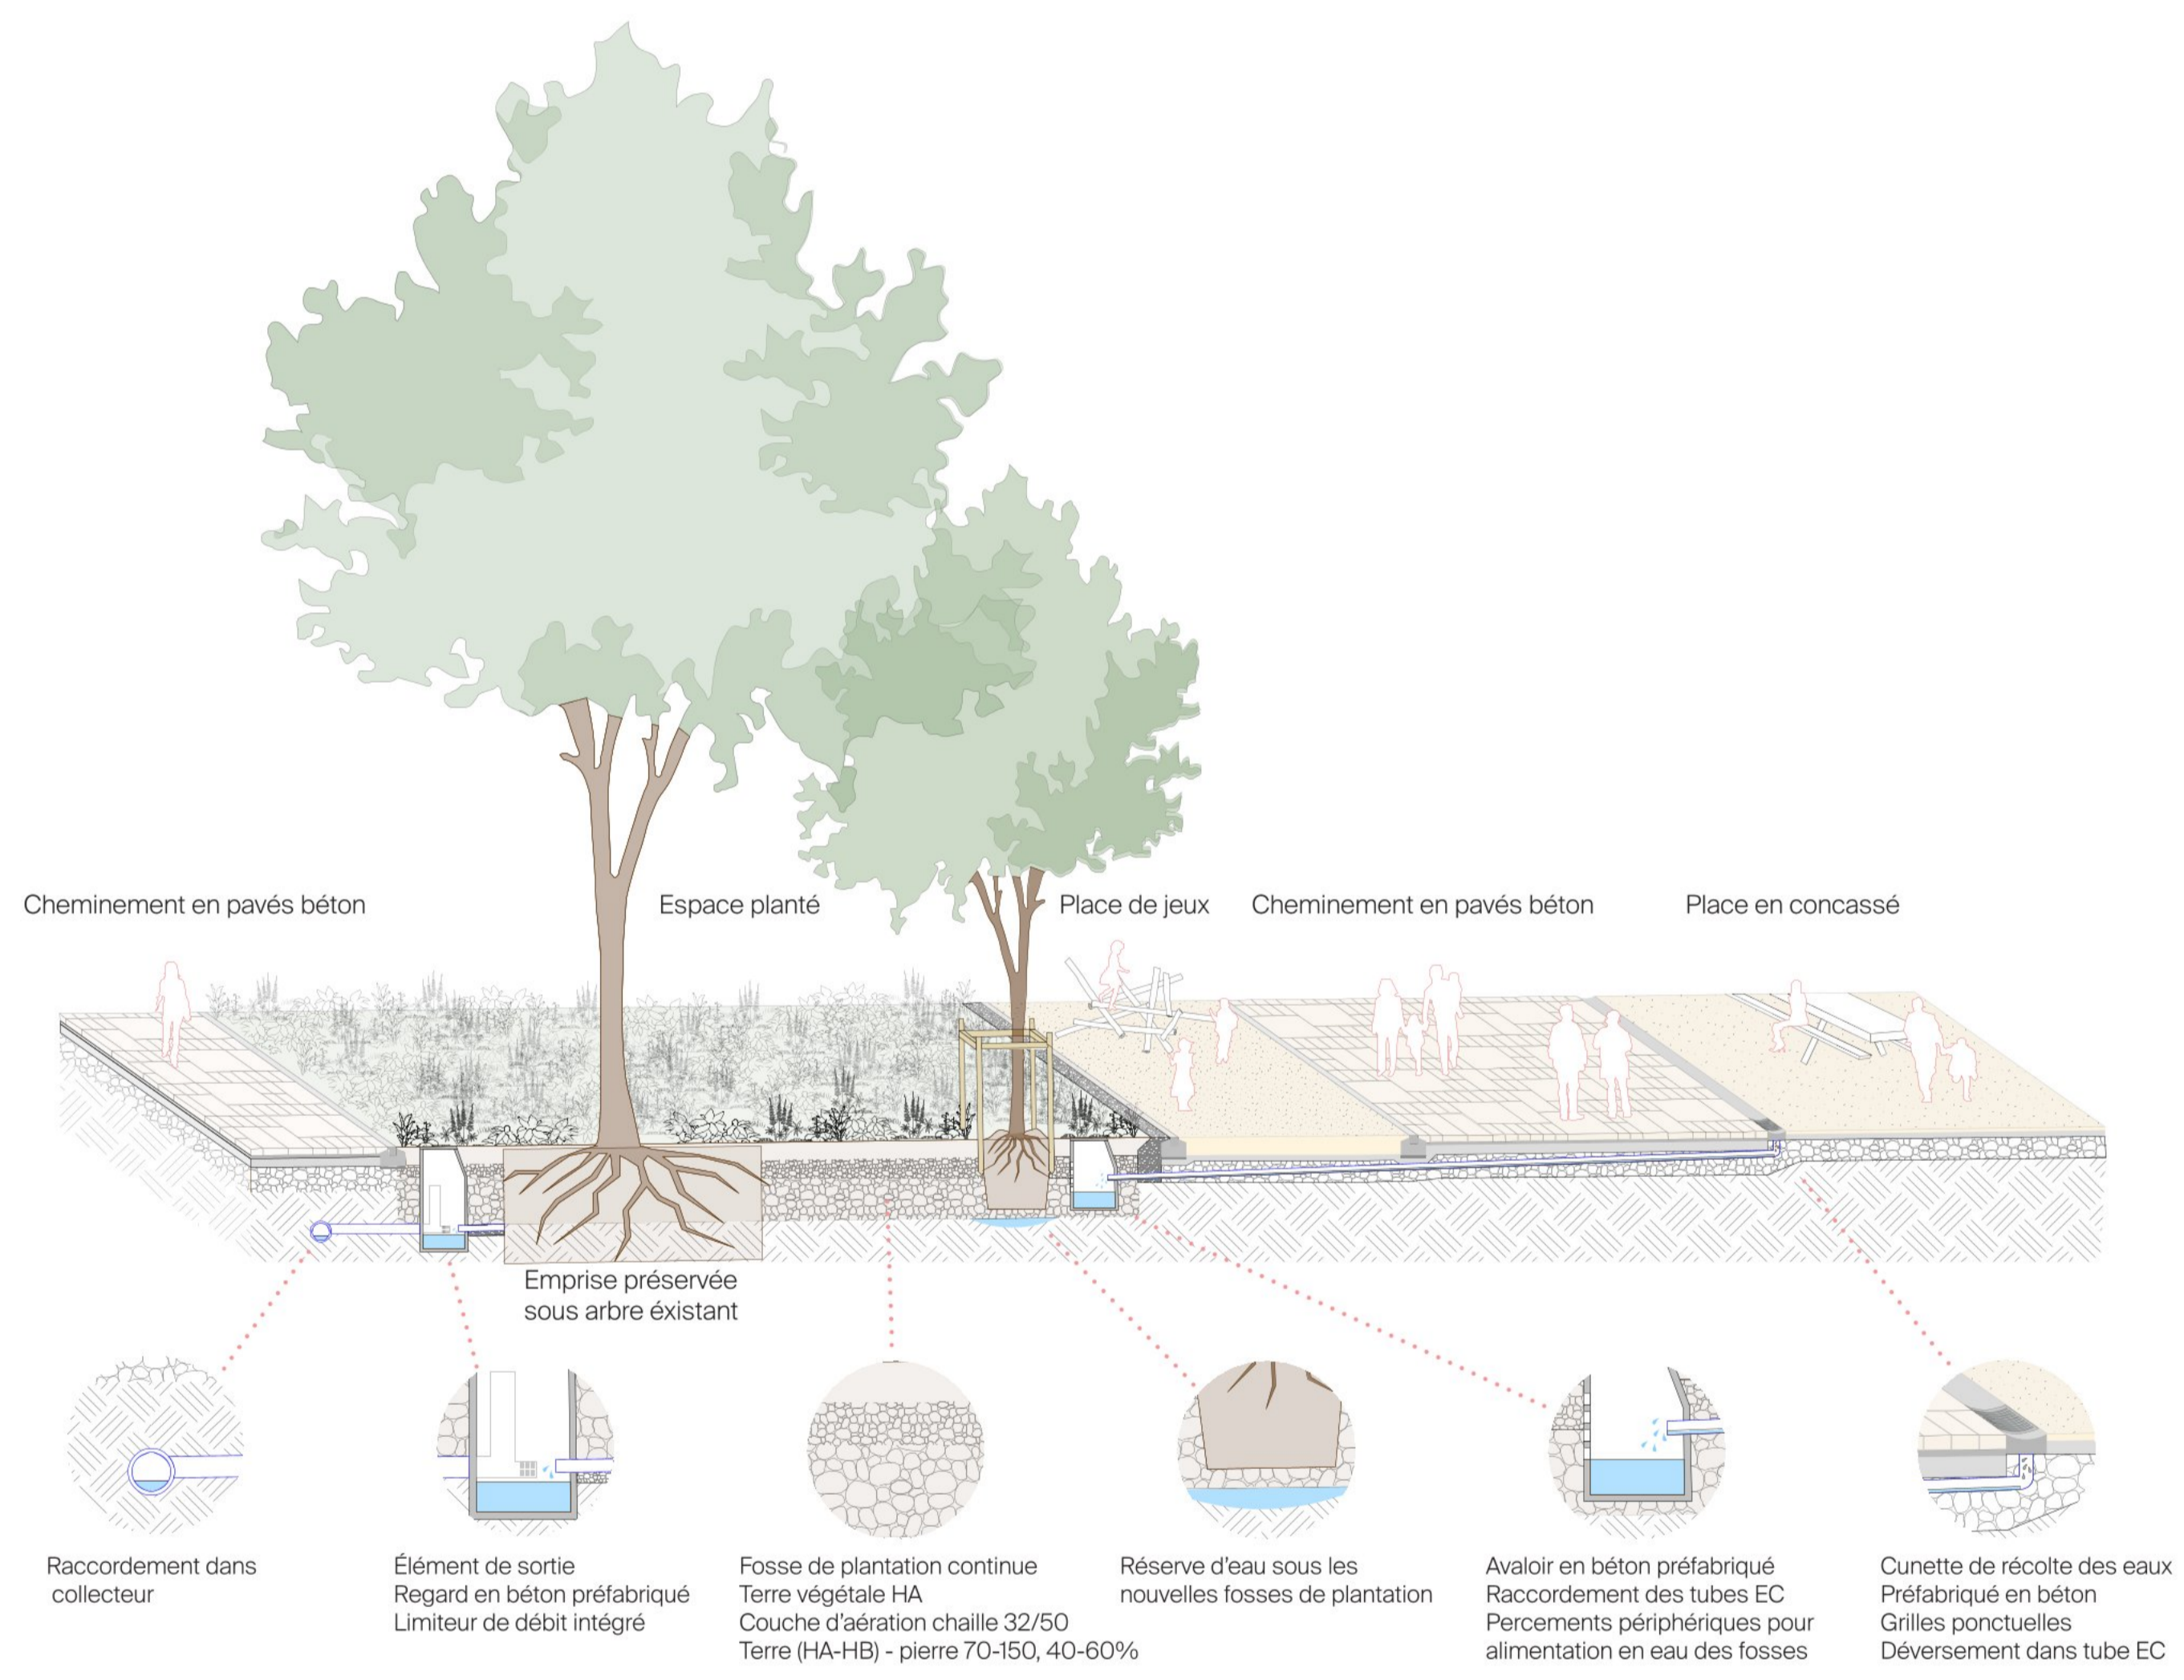 Cheminement en pavés béton
Espace planté
Place de jeux
Cheminement en pavés béton
Place en concassé
Emprise préservée
sous arbre éxistant
Raccordement dans
collecteur
Élément de sortie
Regard en béton préfabriqué
Limiteur de débit intégré
Fosse de plantation continue
Terre végétale HA
Couche d'aération chaille 32/50
Terre (HA-HB) - pierre 70-150, 40-60%
Réserve d'eau sous les
nouvelles fosses de plantation
Avaloir en béton préfabriqué
Raccordement des tubes EC
Percements périphériques pour
alimentation en eau des fosses
Cunette de récolte des eaux
Préfabriqué en béton
Grilles ponctuelles
Déversement dans tube EC